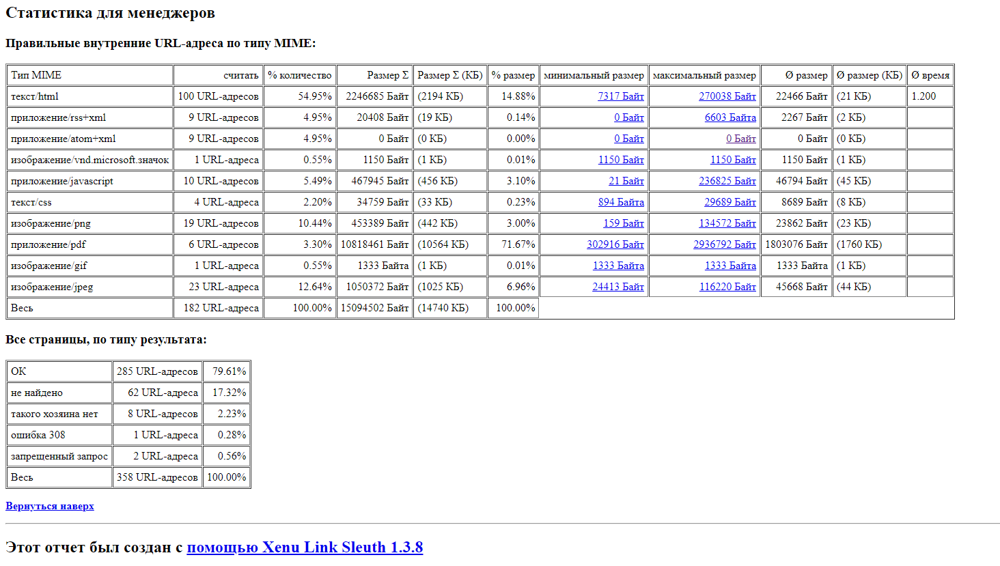 Статистика для менеджеров
Правильные внутренние URL-адреса по типу MIME:
Тип MIME считать % количество Размер Σ Размер Σ (КБ) % размер минимальный размер максимальный размер Ø размер Ø размер (КБ) Ø время
текст/html 100 URL-адресов 54.95% 2246685 Байт (2194 КБ) 14.88% 7317 Байт 270038 Байт 22466 Байт (21 КБ) 1.200
приложение/rss+xml 9 URL-адресов 4.95% 20408 Байт (19 КБ) 0.14% 0 Байт 6603 Байта 2267 Байт (2 КБ)
приложение/atom+xml 9 URL-адресов 4.95% 0 Байт (0 КБ) 0.00% 0 Байт 0 Байт 0 Байт (0 КБ)
изображение/vnd.microsoft.значок 1 URL-адреса 0.55% 1150 Байт (1 КБ) 0.01% 1150 Байт 1150 Байт 1150 Байт (1 КБ)
приложение/javascript 10 URL-адресов 5.49% 467945 Байт (456 КБ) 3.10% 21 Байт 236825 Байт 46794 Байт (45 КБ)
текст/css 4 URL-адреса 2.20% 34759 Байт (33 КБ) 0.23% 894 Байта 29689 Байт 8689 Байт (8 КБ)
изображение/png 19 URL-адресов 10.44% 453389 Байт (442 КБ) 3.00% 159 Байт 134572 Байт 23862 Байт (23 КБ)
приложение/pdf 6 URL-адресов 3.30% 10818461 Байт (10564 КБ) 71.67% 302916 Байт 2936792 Байт 1803076 Байт (1760 КБ)
изображение/gif 1 URL-адреса 0.55% 1333 Байта (1 КБ) 0.01% 1333 Байта 1333 Байта 1333 Байта (1 КБ)
изображение/jpeg 23 URL-адресов 12.64% 1050372 Байт (1025 КБ) 6.96% 24413 Байт 116220 Байт 45668 Байт (44 КБ)
Весь 182 URL-адреса 100.00% 15094502 Байт (14740 КБ) 100.00%
Все страницы, по типу результата:
ОК 285 URL-адресов 79.61%
не найдено 62 URL-адреса 17.32%
такого хозяина нет 8 URL-адресов 2.23%
ошибка 308 1 URL-адреса 0.28%
запрещенный запрос 2 URL-адреса 0.56%
Весь 358 URL-адресов 100.00%
Вернуться наверх
Этот отчет был создан с помощью Xenu Link Sleuth 1.3.8